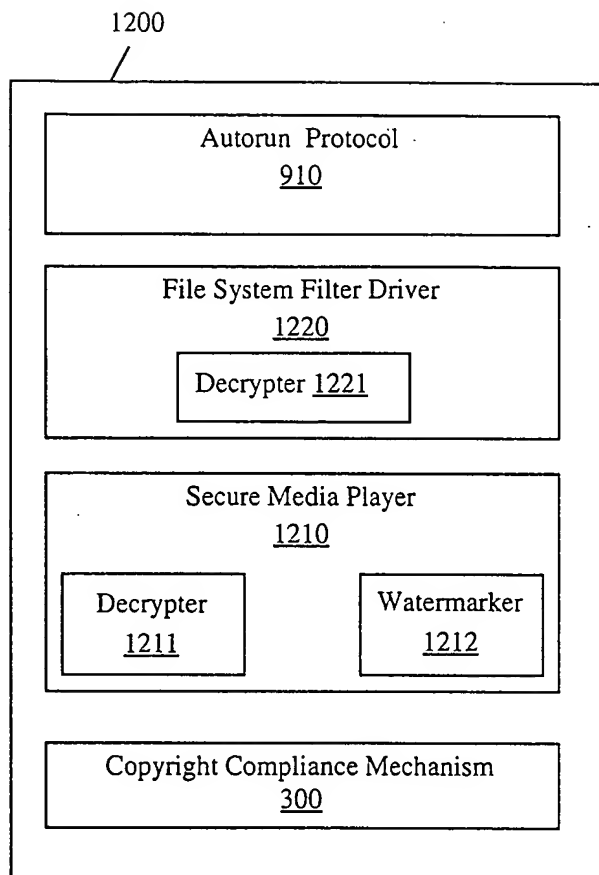 1200
Autorun Protocol
910
File System Filter Driver
1220
Decrypter 1221
Secure Media Player
1210
Decrypter
1211
Watermarker
1212
Copyright Compliance Mechanism
300